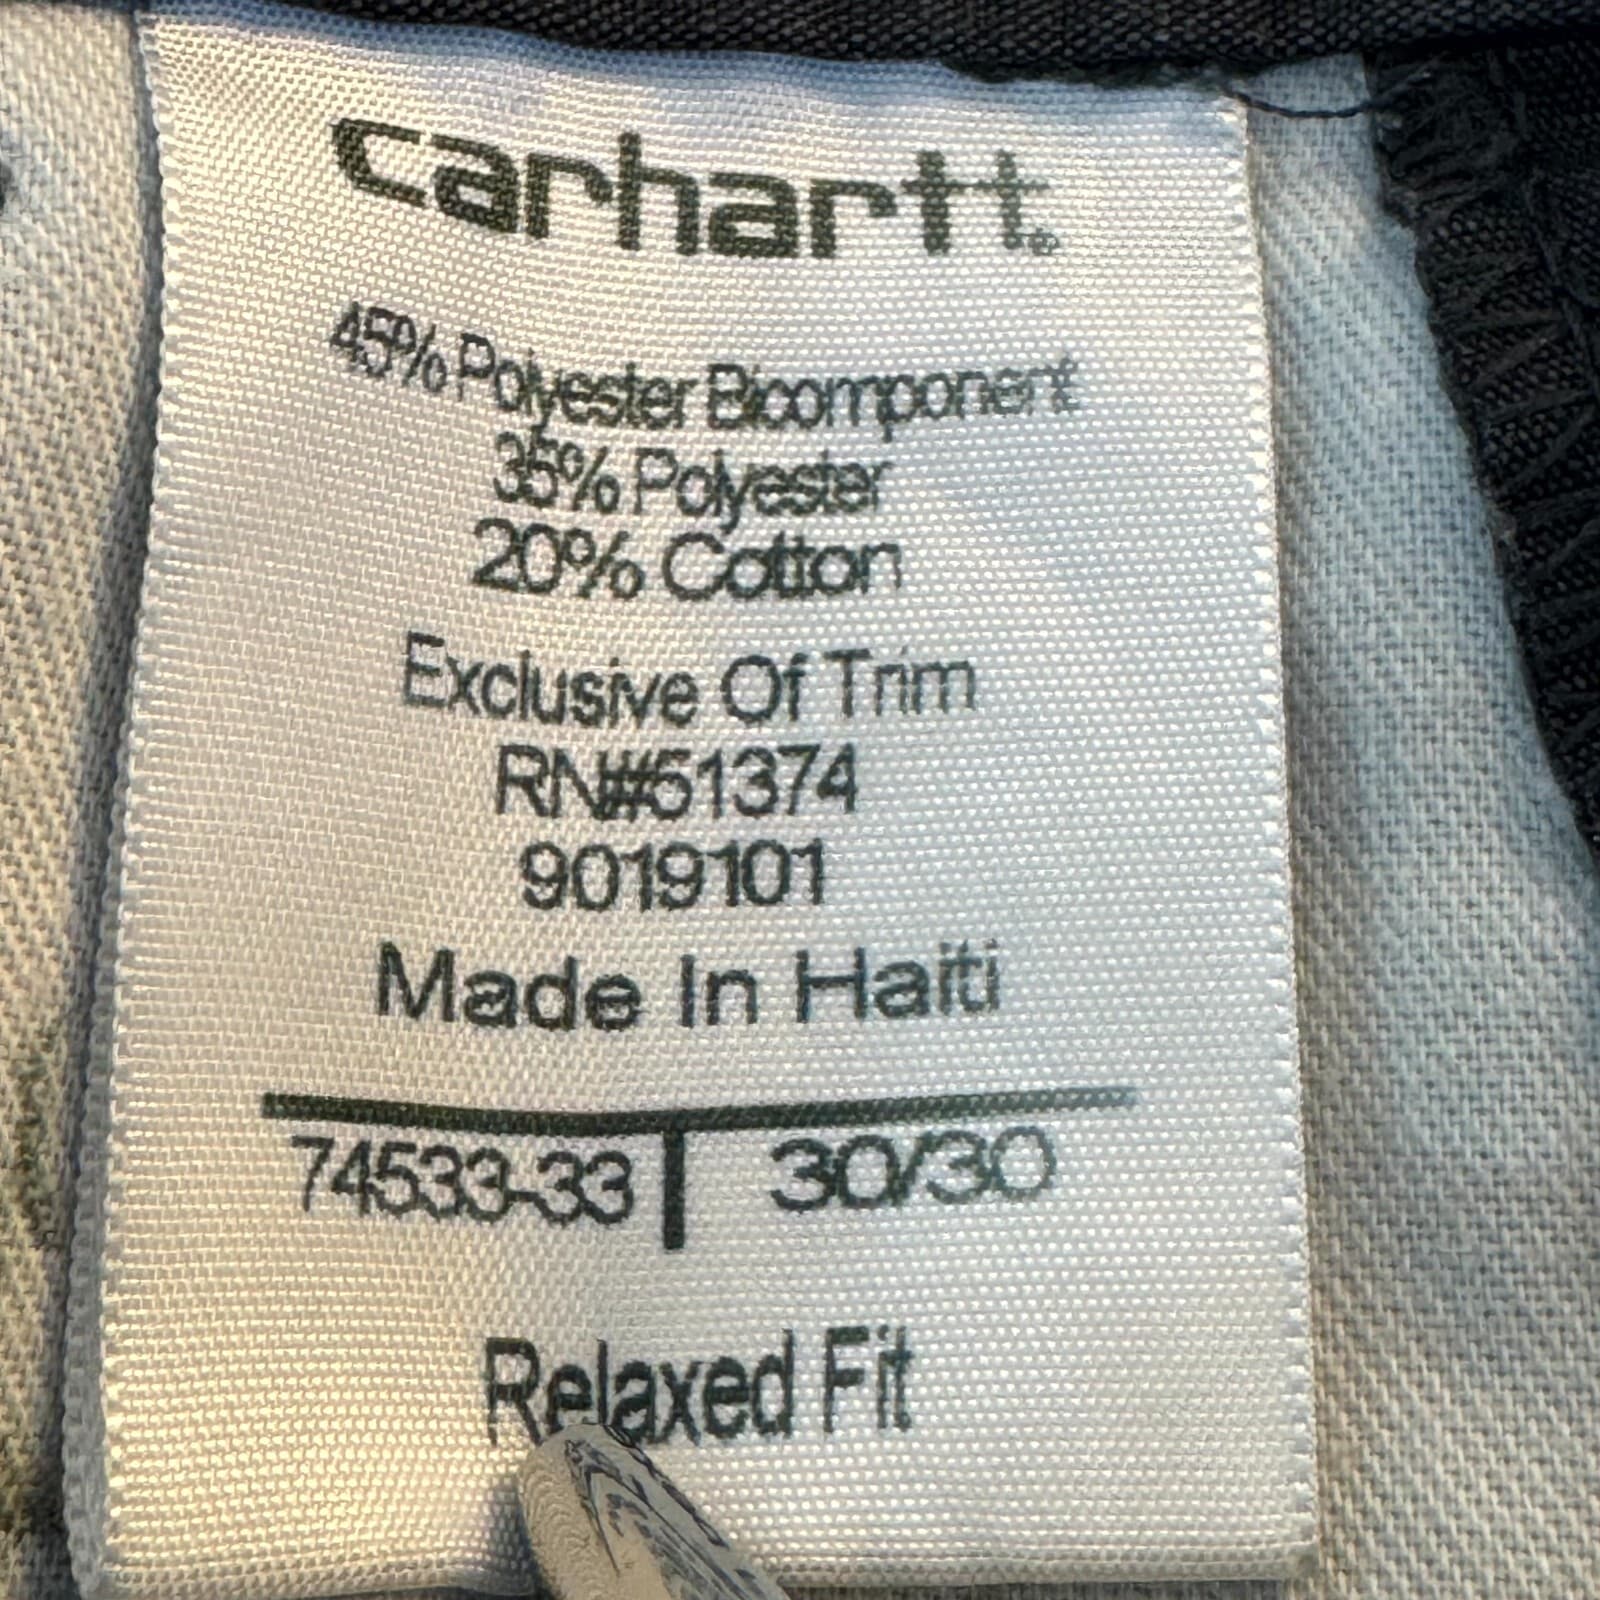 carhartt®
45% Polyester Bicomponent
35% Polyester
20% Cotton
Exclusive Of Trim
RN#51374
9019101
Made In Haiti
74533-33 30/30
Relaxed Fit